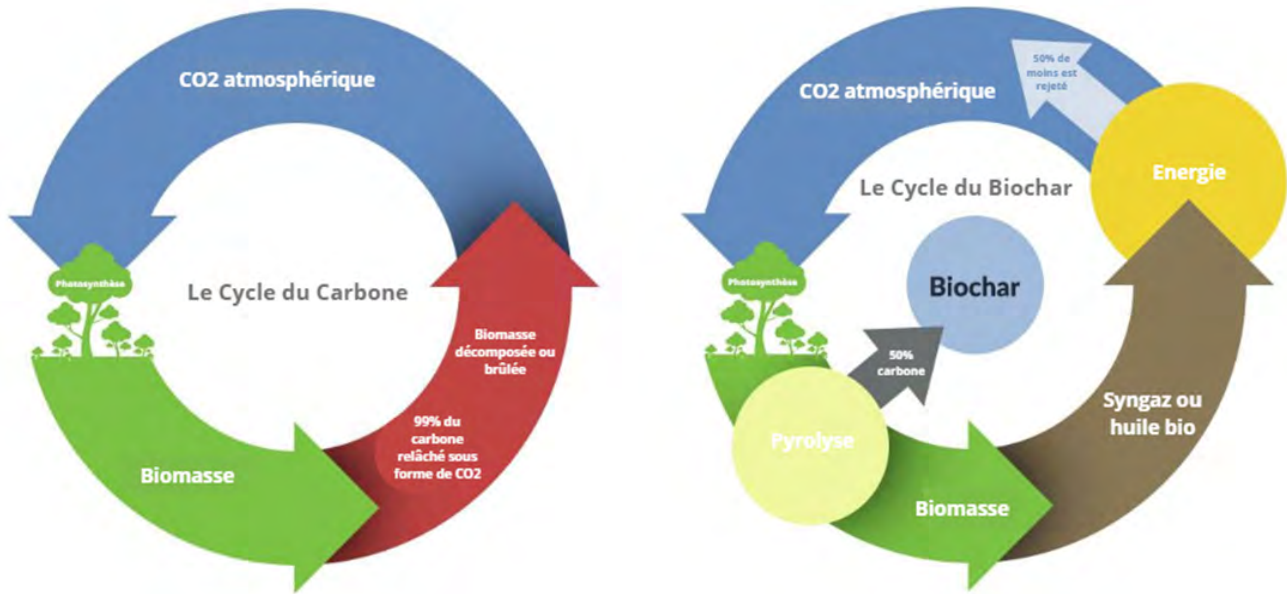 CO2 atmosphérique
Photosynthèse
Le Cycle du Carbone
Biomasse
décomposée ou
brûlée
99% du
carbone
relâché sous
forme de CO2
Biomasse
50% de
moins est
rejeté
CO2 atmosphérique
Energie
Le Cycle du Biochar
Photosynthèse
Biochar
50%
carbone
Syngaz ou
huile bio
Pyrolyse
Biomasse